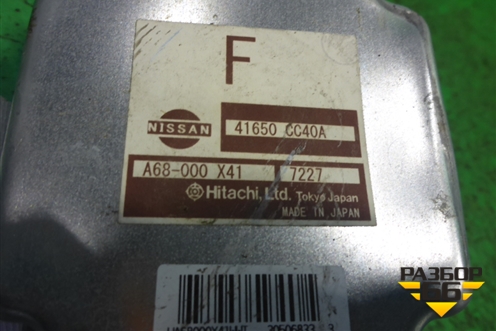 F
NISSAN
41650 CC40A
A68-000 X41 7227
Hitachi, Ltd. Tokyo Japan
MADE IN JAPAN
РАЗБОР
66